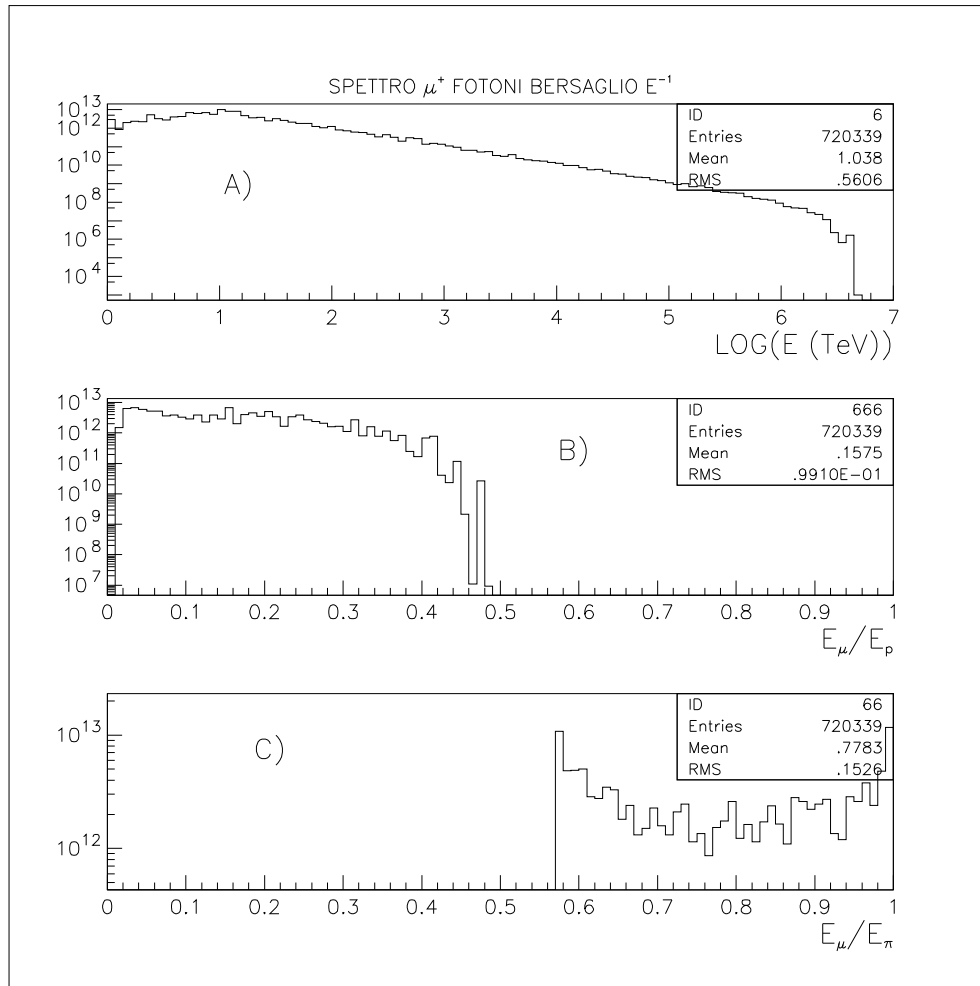 SPETTRO μ⁺ FOTONI BERSAGLIO E⁻¹
10¹³
10¹²
10¹⁰
10⁸
10⁶
10⁴
A)
ID 6
Entries 720339
Mean 1.038
RMS .5606
0 1 2 3 4 5 6 7
LOG(E (TeV))
10¹³
10¹²
10¹¹
10¹⁰
10⁹
10⁸
10⁷
B)
ID 666
Entries 720339
Mean .1575
RMS .9910E-01
0 0.1 0.2 0.3 0.4 0.5 0.6 0.7 0.8 0.9 1
E_μ/E_p
10¹³
10¹²
C)
ID 66
Entries 720339
Mean .7783
RMS .1526
0 0.1 0.2 0.3 0.4 0.5 0.6 0.7 0.8 0.9 1
E_μ/E_π